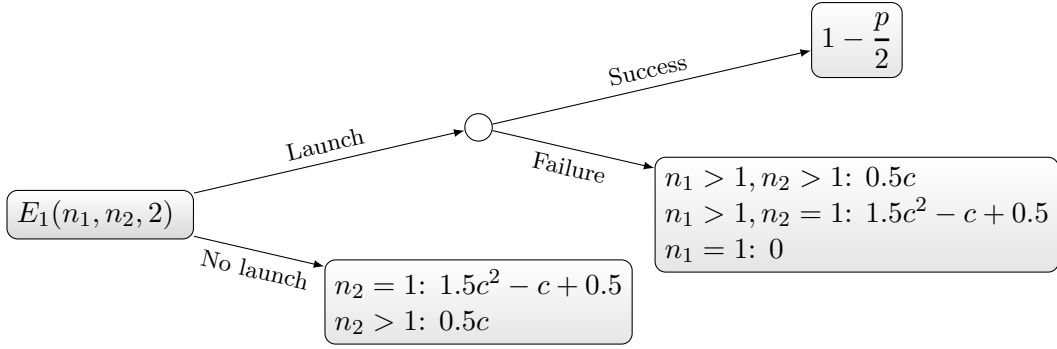 1 − p/2
Success
Launch
Failure
n₁ > 1, n₂ > 1: 0.5c
n₁ > 1, n₂ = 1: 1.5c² − c + 0.5
n₁ = 1: 0
E₁(n₁, n₂, 2)
No launch
n₂ = 1: 1.5c² − c + 0.5
n₂ > 1: 0.5c